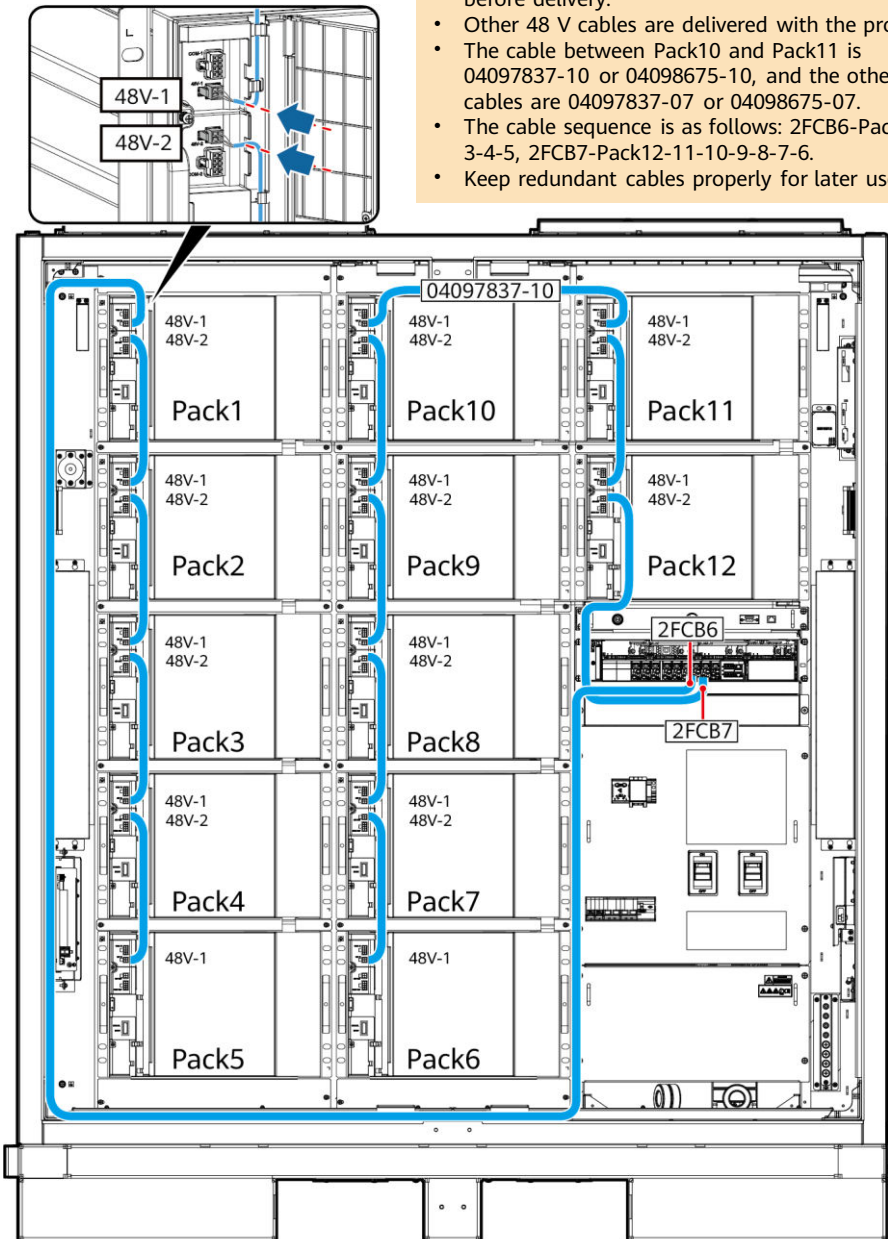 before delivery.
• Other 48 V cables are delivered with the pro
• The cable between Pack10 and Pack11 is
04097837-10 or 04098675-10, and the othe
cables are 04097837-07 or 04098675-07.
• The cable sequence is as follows: 2FCB6-Pac
3-4-5, 2FCB7-Pack12-11-10-9-8-7-6.
• Keep redundant cables properly for later us
48V-1
48V-2
04097837-10
48V-1
48V-2
Pack1
48V-1
48V-2
Pack10
48V-1
48V-2
Pack11
48V-1
48V-2
Pack2
48V-1
48V-2
Pack9
48V-1
48V-2
Pack12
2FCB6
2FCB7
48V-1
48V-2
Pack3
48V-1
48V-2
Pack8
48V-1
48V-2
Pack4
48V-1
48V-2
Pack7
48V-1
Pack5
48V-1
Pack6